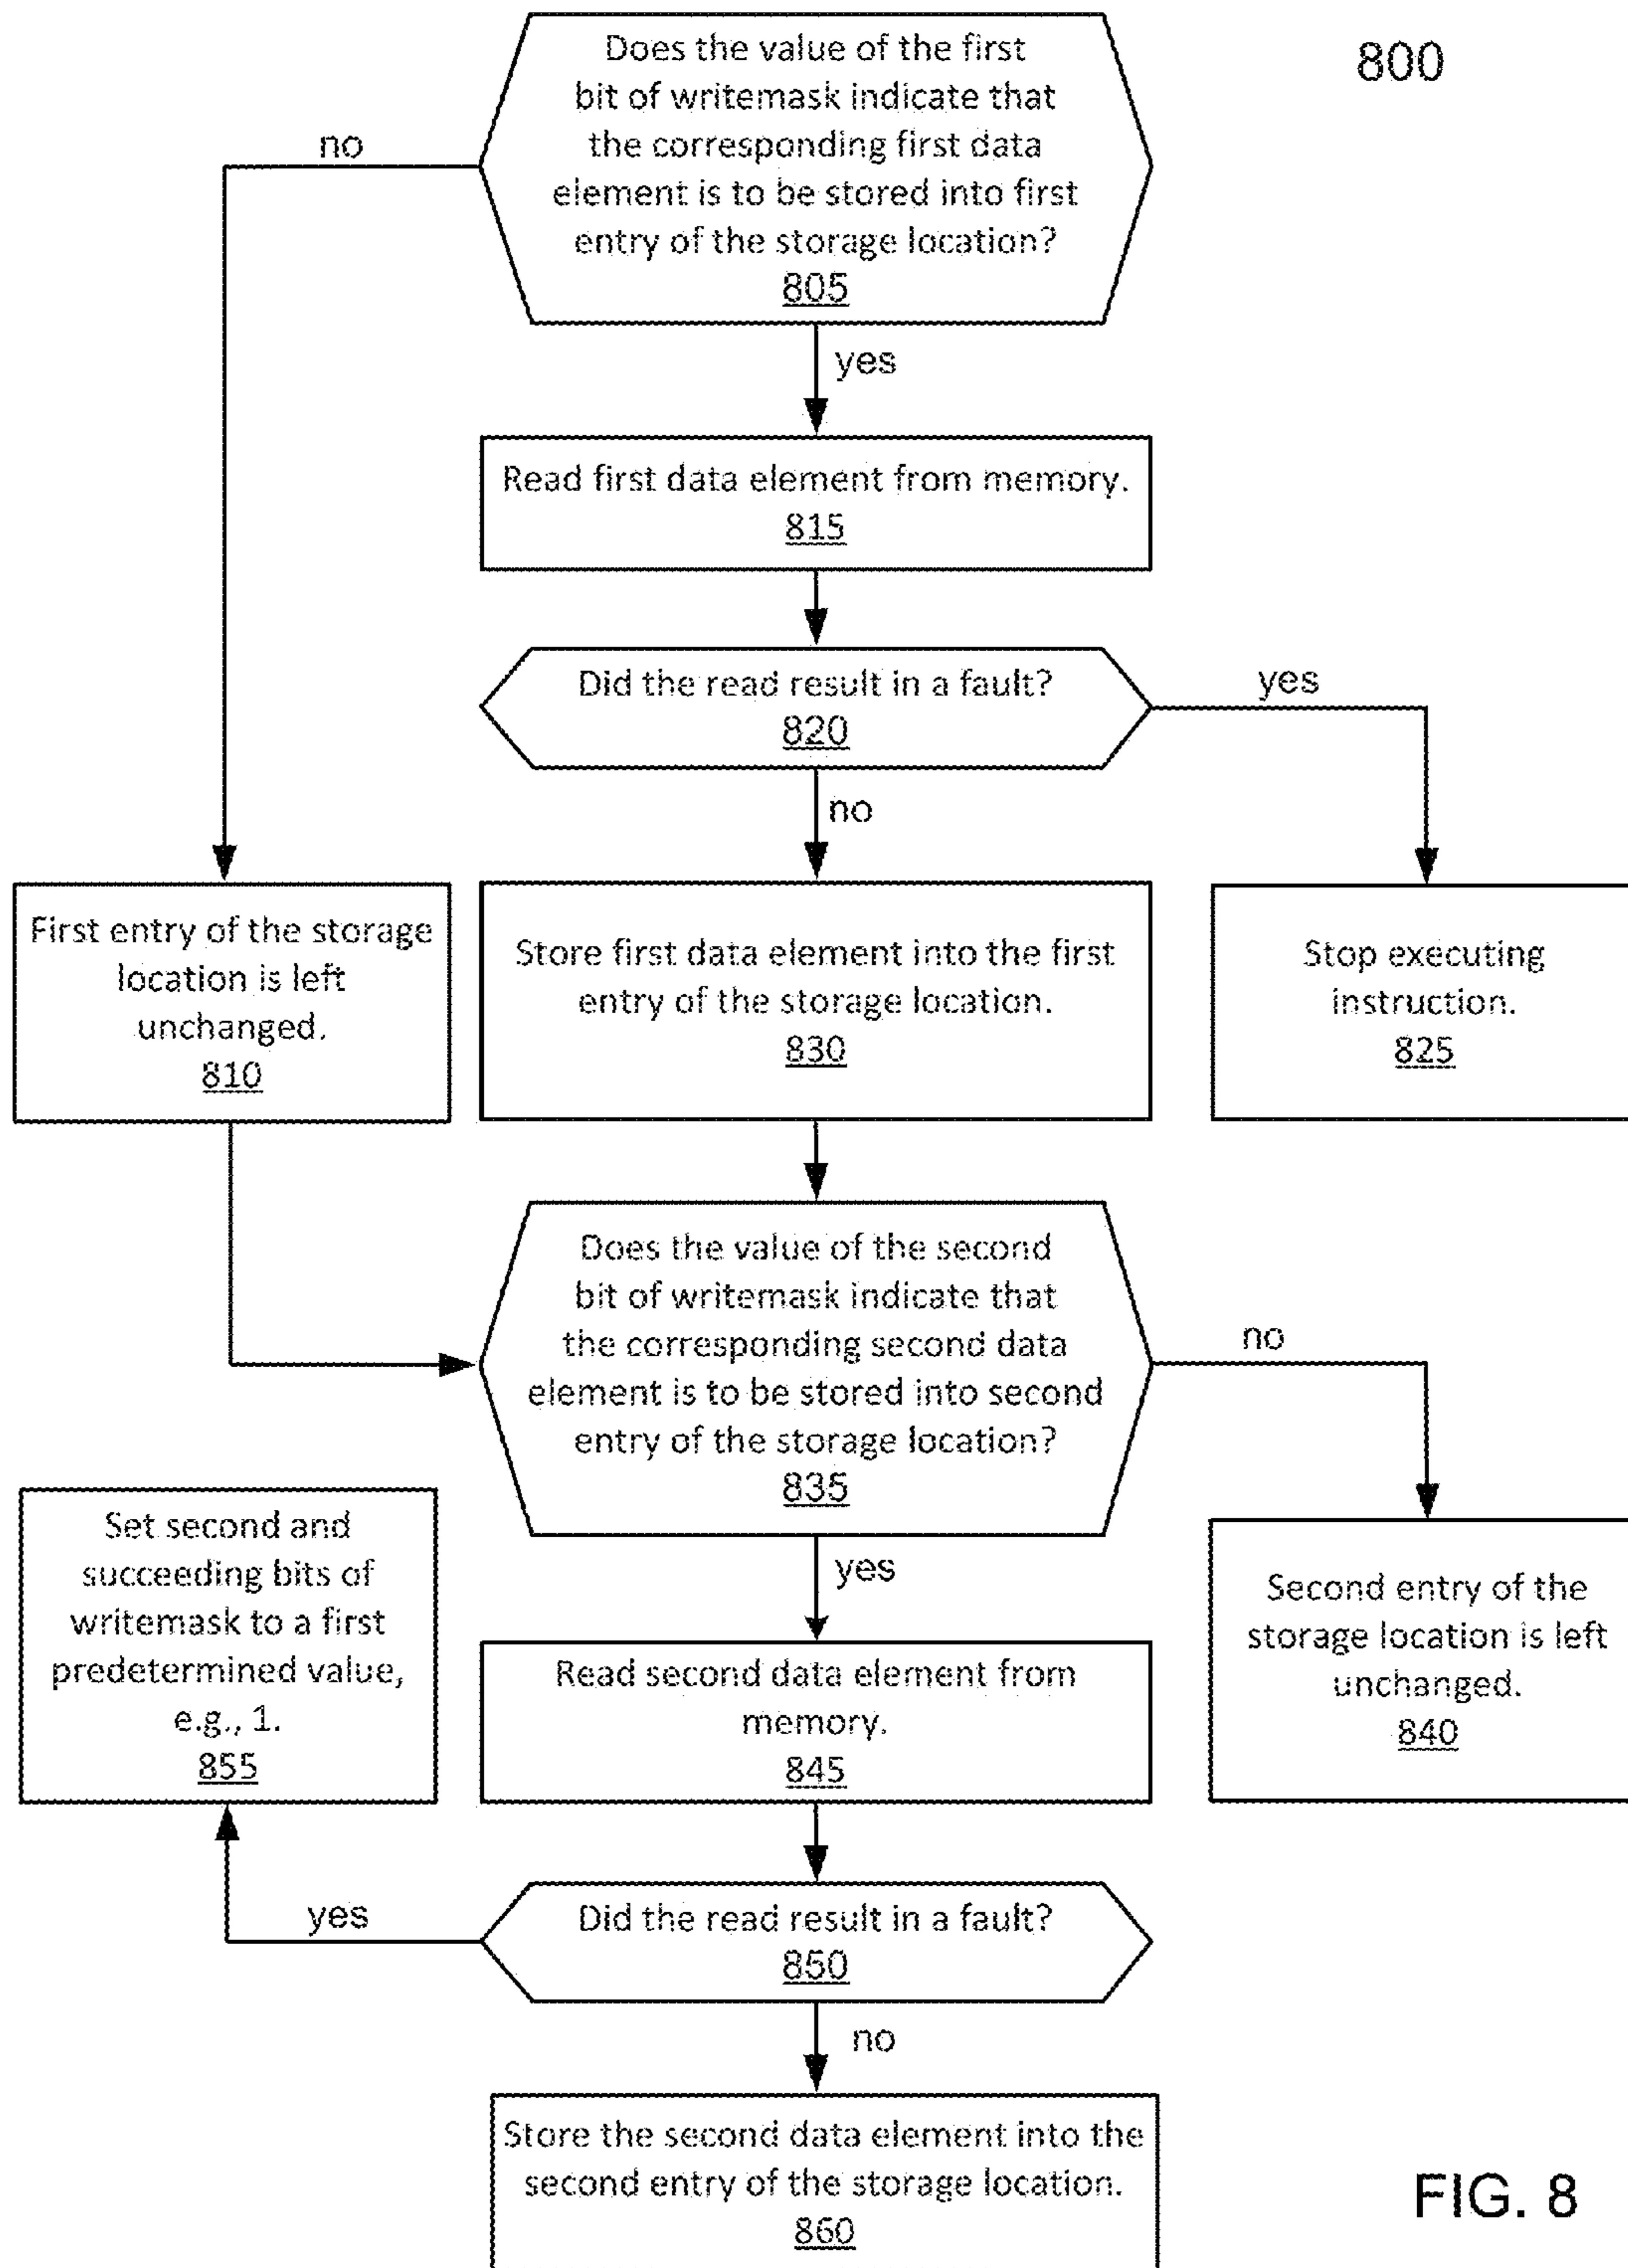 800
Does the value of the first
bit of writemask indicate that
the corresponding first data
element is to be stored into first
entry of the storage location?
805
no
yes
Read first data element from memory.
815
Did the read result in a fault?
820
yes
no
First entry of the storage
location is left
unchanged.
810
Store first data element into the first
entry of the storage location.
830
Stop executing
instruction.
825
Does the value of the second
bit of writemask indicate that
the corresponding second data
element is to be stored into second
entry of the storage location?
835
no
yes
Set second and
succeeding bits of
writemask to a first
predetermined value,
e.g., 1.
855
Read second data element from
memory.
845
Second entry of the
storage location is left
unchanged.
840
Did the read result in a fault?
850
yes
no
Store the second data element into the
second entry of the storage location.
860
FIG. 8